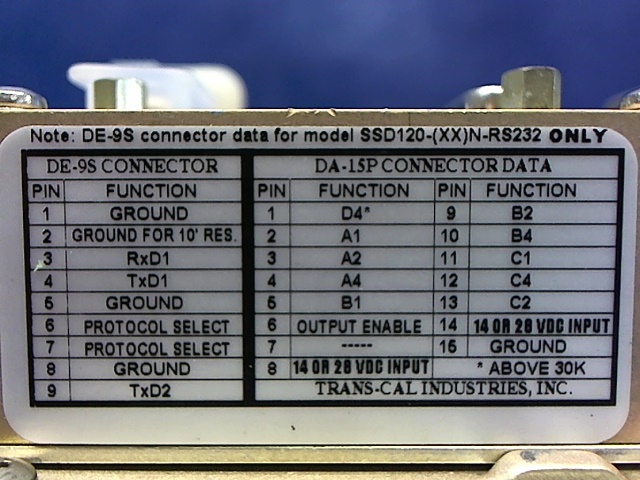 Note: DE-9S connector data for model SSD120-(XX)N-RS232 ONLY
DE-9S CONNECTOR DA-15P CONNECTOR DATA
PIN FUNCTION PIN FUNCTION PIN FUNCTION
1 GROUND 1 D4* 9 B2
2 GROUND FOR 10' RES. 2 A1 10 B4
3 RxD1 3 A2 11 C1
4 TxD1 4 A4 12 C4
5 GROUND 5 B1 13 C2
6 PROTOCOL SELECT 6 OUTPUT ENABLE 14 14 OR 28 VDC INPUT
7 PROTOCOL SELECT 7 ----- 15 GROUND
8 GROUND 8 14 OR 28 VDC INPUT * ABOVE 30K
9 TxD2 TRANS-CAL INDUSTRIES, INC.